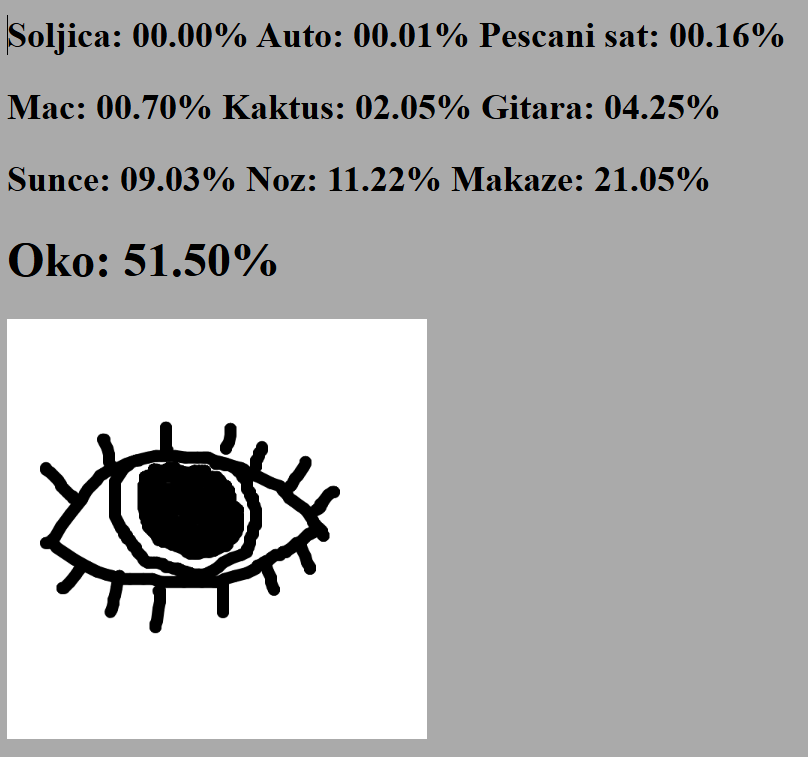 Soljica: 00.00% Auto: 00.01% Pescani sat: 00.16%
Mac: 00.70% Kaktus: 02.05% Gitara: 04.25%
Sunce: 09.03% Noz: 11.22% Makaze: 21.05%
Oko: 51.50%